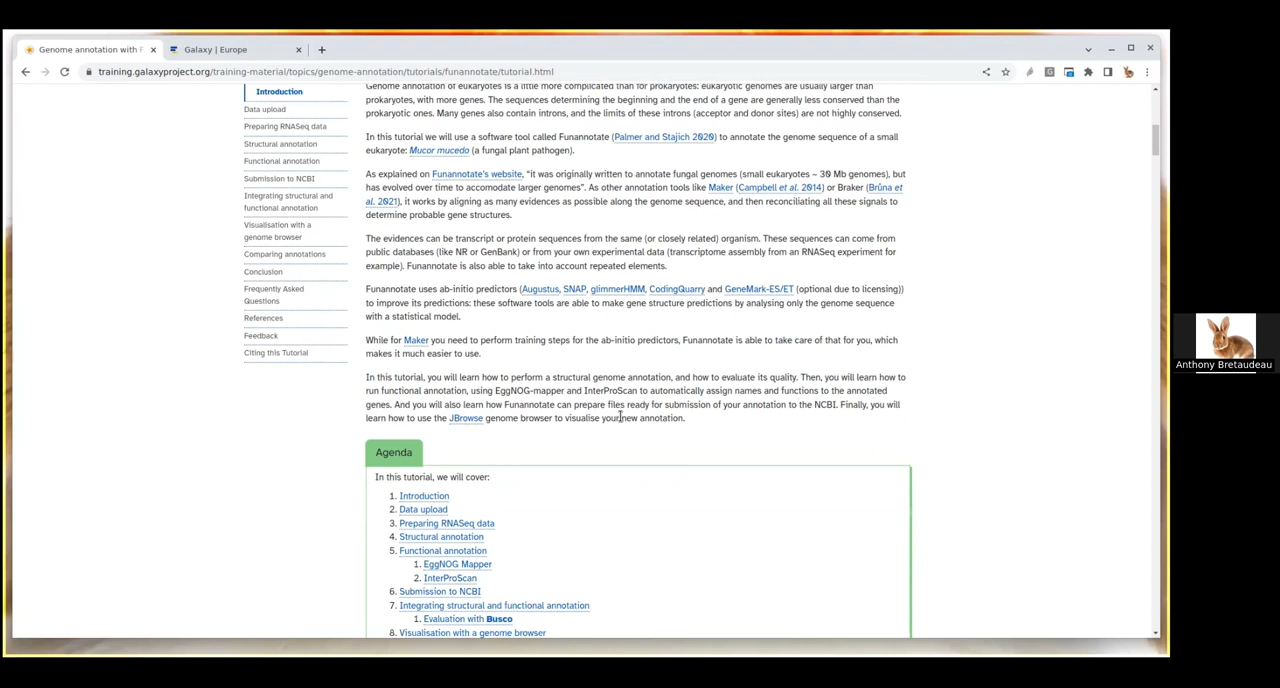 Genome annotation with F
Galaxy | Europe
training.galaxyproject.org/training-material/topics/genome-annotation/tutorials/funannotate/tutorial.html
Introduction
Data upload
Preparing RNASeq data
Structural annotation
Functional annotation
Submission to NCBI
Integrating structural and
functional annotation
Visualisation with a
genome browser
Comparing annotations
Conclusion
Frequently Asked
Questions
References
Feedback
Citing this Tutorial
Genome annotation of eukaryotes is a little more complicated than for prokaryotes: eukaryotic genomes are usually larger than
prokaryotes, with more genes. The sequences determining the beginning and the end of a gene are generally less conserved than the
prokaryotic ones. Many genes also contain introns, and the limits of these introns (acceptor and donor sites) are not highly conserved.
In this tutorial we will use a software tool called Funannotate (Palmer and Stajich 2020) to annotate the genome sequence of a small
eukaryote: Mucor mucedo (a fungal plant pathogen).
As explained on Funannotate's website, "it was originally written to annotate fungal genomes (small eukaryotes ~ 30 Mb genomes), but
has evolved over time to accomodate larger genomes". As other annotation tools like Maker (Campbell et al. 2014) or Braker (Brůna et
al. 2021), it works by aligning as many evidences as possible along the genome sequence, and then reconciliating all these signals to
determine probable gene structures.
The evidences can be transcript or protein sequences from the same (or closely related) organism. These sequences can come from
public databases (like NR or GenBank) or from your own experimental data (transcriptome assembly from an RNASeq experiment for
example). Funannotate is also able to take into account repeated elements.
Funannotate uses ab-initio predictors (Augustus, SNAP, glimmerHMM, CodingQuarry and GeneMark-ES/ET (optional due to licensing))
to improve its predictions: these software tools are able to make gene structure predictions by analysing only the genome sequence
with a statistical model.
While for Maker you need to perform training steps for the ab-initio predictors, Funannotate is able to take care of that for you, which
makes it much easier to use.
In this tutorial, you will learn how to perform a structural genome annotation, and how to evaluate its quality. Then, you will learn how to
run functional annotation, using EggNOG-mapper and InterProScan to automatically assign names and functions to the annotated
genes. And you will also learn how Funannotate can prepare files ready for submission of your annotation to the NCBI. Finally, you will
learn how to use the JBrowse genome browser to visualise your new annotation.
Agenda
In this tutorial, we will cover:
1. Introduction
2. Data upload
3. Preparing RNASeq data
4. Structural annotation
5. Functional annotation
1. EggNOG Mapper
2. InterProScan
6. Submission to NCBI
7. Integrating structural and functional annotation
1. Evaluation with Busco
8. Visualisation with a genome browser
Anthony Bretaudeau